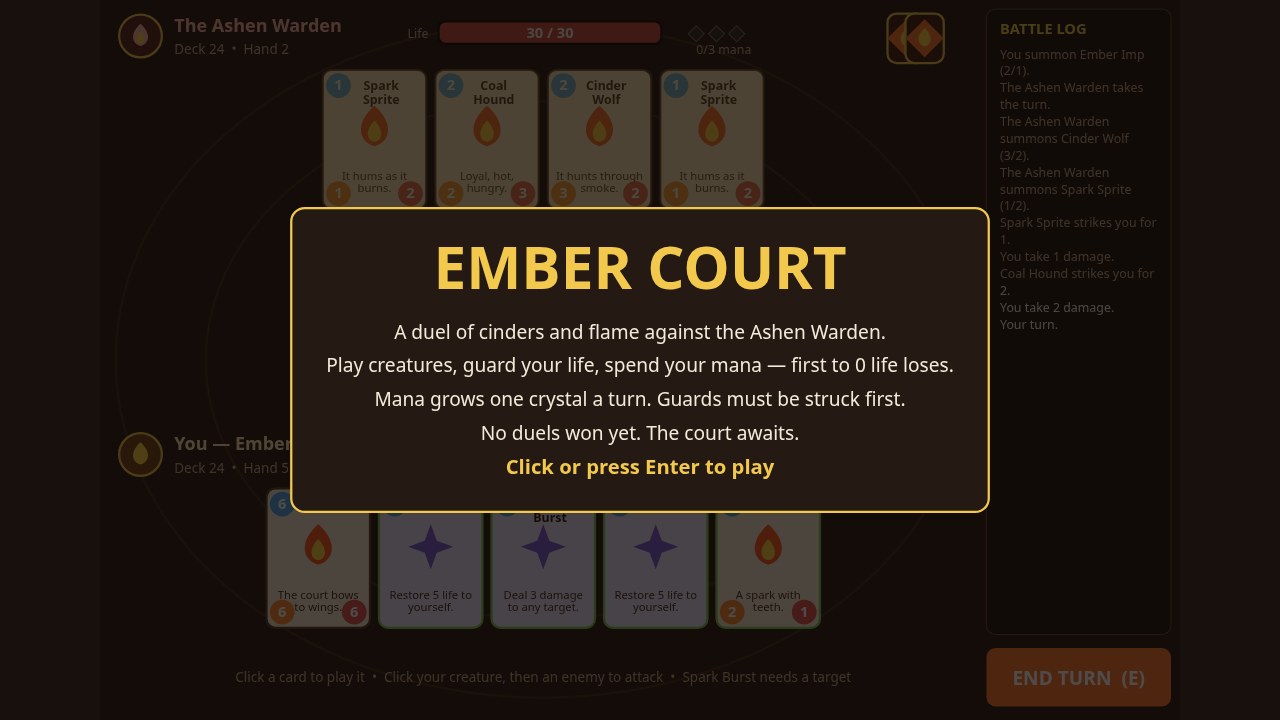 The Ashen Warden
Deck 24 • Hand 2
Life
30 / 30
0/3 mana
1
Spark
Sprite
It hums as it
burns.
1
2
2
Coal
Hound
Loyal, hot,
hungry.
2
3
2
Cinder
Wolf
It hunts through
smoke.
3
2
1
Spark
Sprite
It hums as it
burns.
1
2
EMBER COURT
A duel of cinders and flame against the Ashen Warden.
Play creatures, guard your life, spend your mana — first to 0 life loses.
Mana grows one crystal a turn. Guards must be struck first.
No duels won yet. The court awaits.
Click or press Enter to play
You — Ember
Deck 24 • Hand 5
6
The court bows
to wings.
6
6
Restore 5 life to
yourself.
Burst
Deal 3 damage
to any target.
Restore 5 life to
yourself.
A spark with
teeth.
2
1
Click a card to play it • Click your creature, then an enemy to attack • Spark Burst needs a target
BATTLE LOG
You summon Ember Imp
(2/1).
The Ashen Warden takes
the turn.
The Ashen Warden
summons Cinder Wolf
(3/2).
The Ashen Warden
summons Spark Sprite
(1/2).
Spark Sprite strikes you for
1.
You take 1 damage.
Coal Hound strikes you for
2.
You take 2 damage.
Your turn.
END TURN (E)